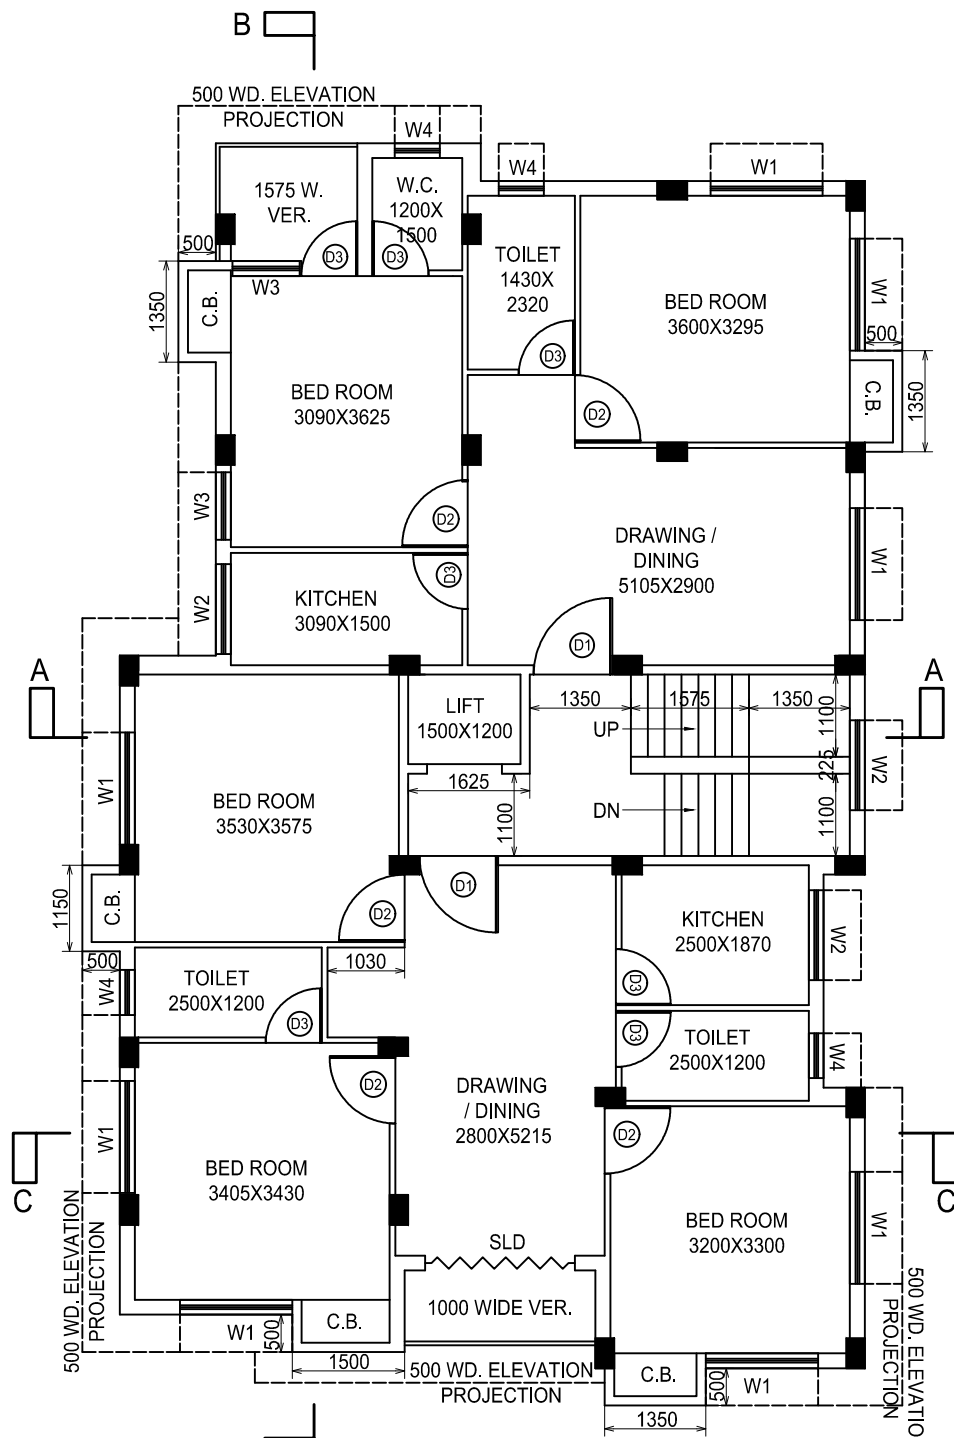 B
500 WD. ELEVATION
PROJECTION
W4
W4
W1
1575 W.
VER.
W.C.
1200X
1500
D3
D3
500
W3
C.B.
1350
TOILET
1430X
2320
D3
BED ROOM
3600X3295
W1
500
C.B.
1350
D2
BED ROOM
3090X3625
D2
W3
DRAWING /
DINING
5105X2900
W1
D3
KITCHEN
3090X1500
W2
D1
A
A
LIFT
1500X1200
1350
1575
1350
1100
UP
225
W2
1625
1100
DN
1100
W1
BED ROOM
3530X3575
D1
D2
1150
C.B.
KITCHEN
2500X1870
W2
D3
500
1030
W4
TOILET
2500X1200
D3
D3
TOILET
2500X1200
W4
D2
DRAWING
/ DINING
2800X5215
D2
C
C
W1
BED ROOM
3405X3430
BED ROOM
3200X3300
W1
SLD
500 WD. ELEVATION
PROJECTION
1000 WIDE VER.
C.B.
W1
500
1500
500 WD. ELEVATION
PROJECTION
C.B.
W1
500
1350
500 WD. ELEVATIO
PROJECTION